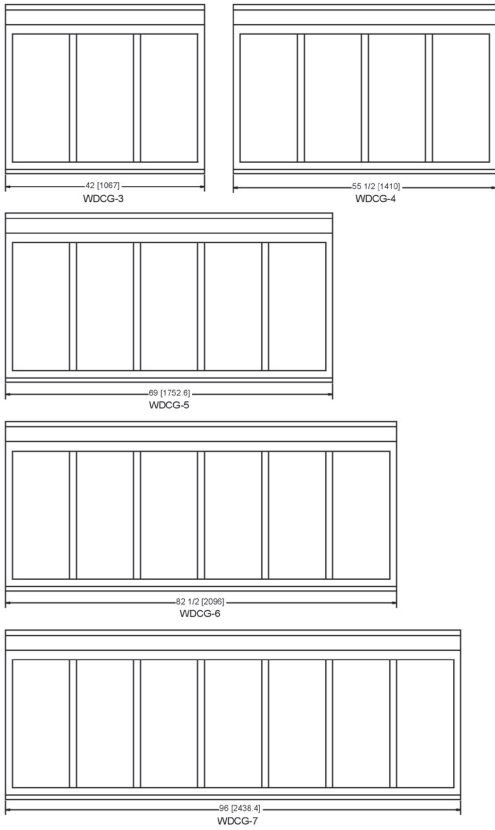 42 [1067]
WDCG-3
55 1/2 [1410]
WDCG-4
69 [1752.6]
WDCG-5
82 1/2 [2096]
WDCG-6
96 [2438.4]
WDCG-7